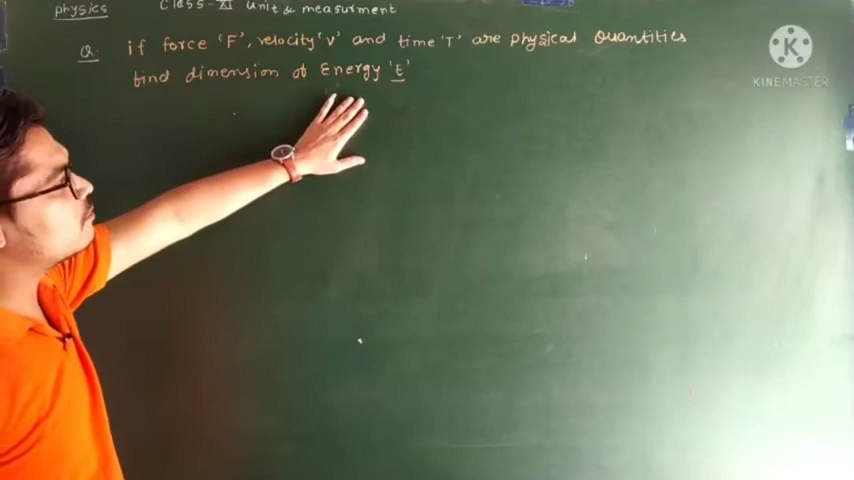 physics Class-XI Unit & measurment
Q. if force 'F', velocity 'v' and time 'T' are physical Quantities
find dimension of Energy 'E'
K
KINEMASTER